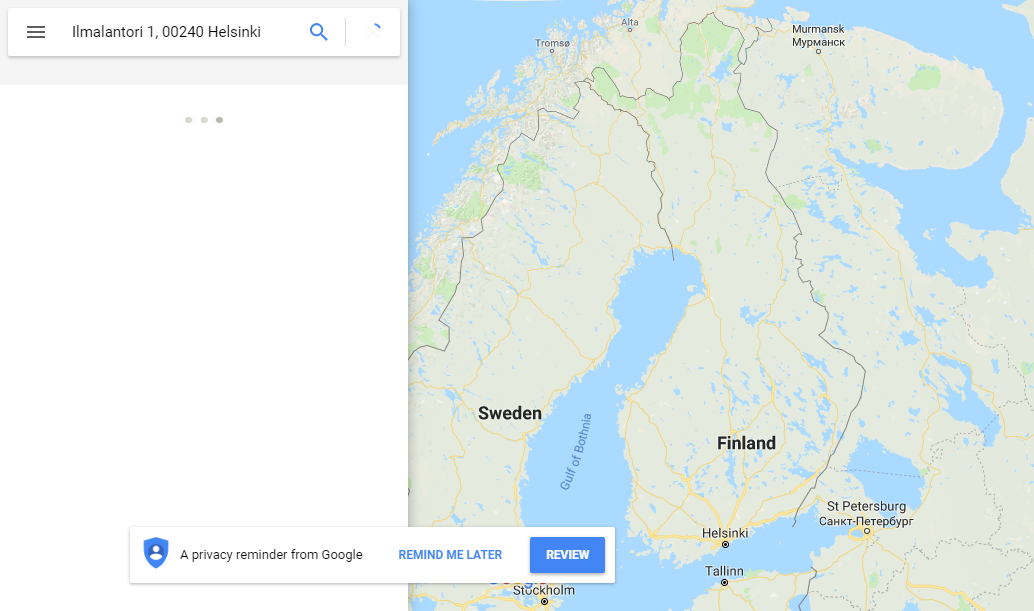 Ilmalantori 1, 00240 Helsinki
Alta
Tromsø
Murmansk
Мурманск
Sweden
Gulf of Bothnia
Finland
St Petersburg
Санкт-Петербург
Helsinki
A privacy reminder from Google
REMIND ME LATER
REVIEW
Tallinn
Stockholm